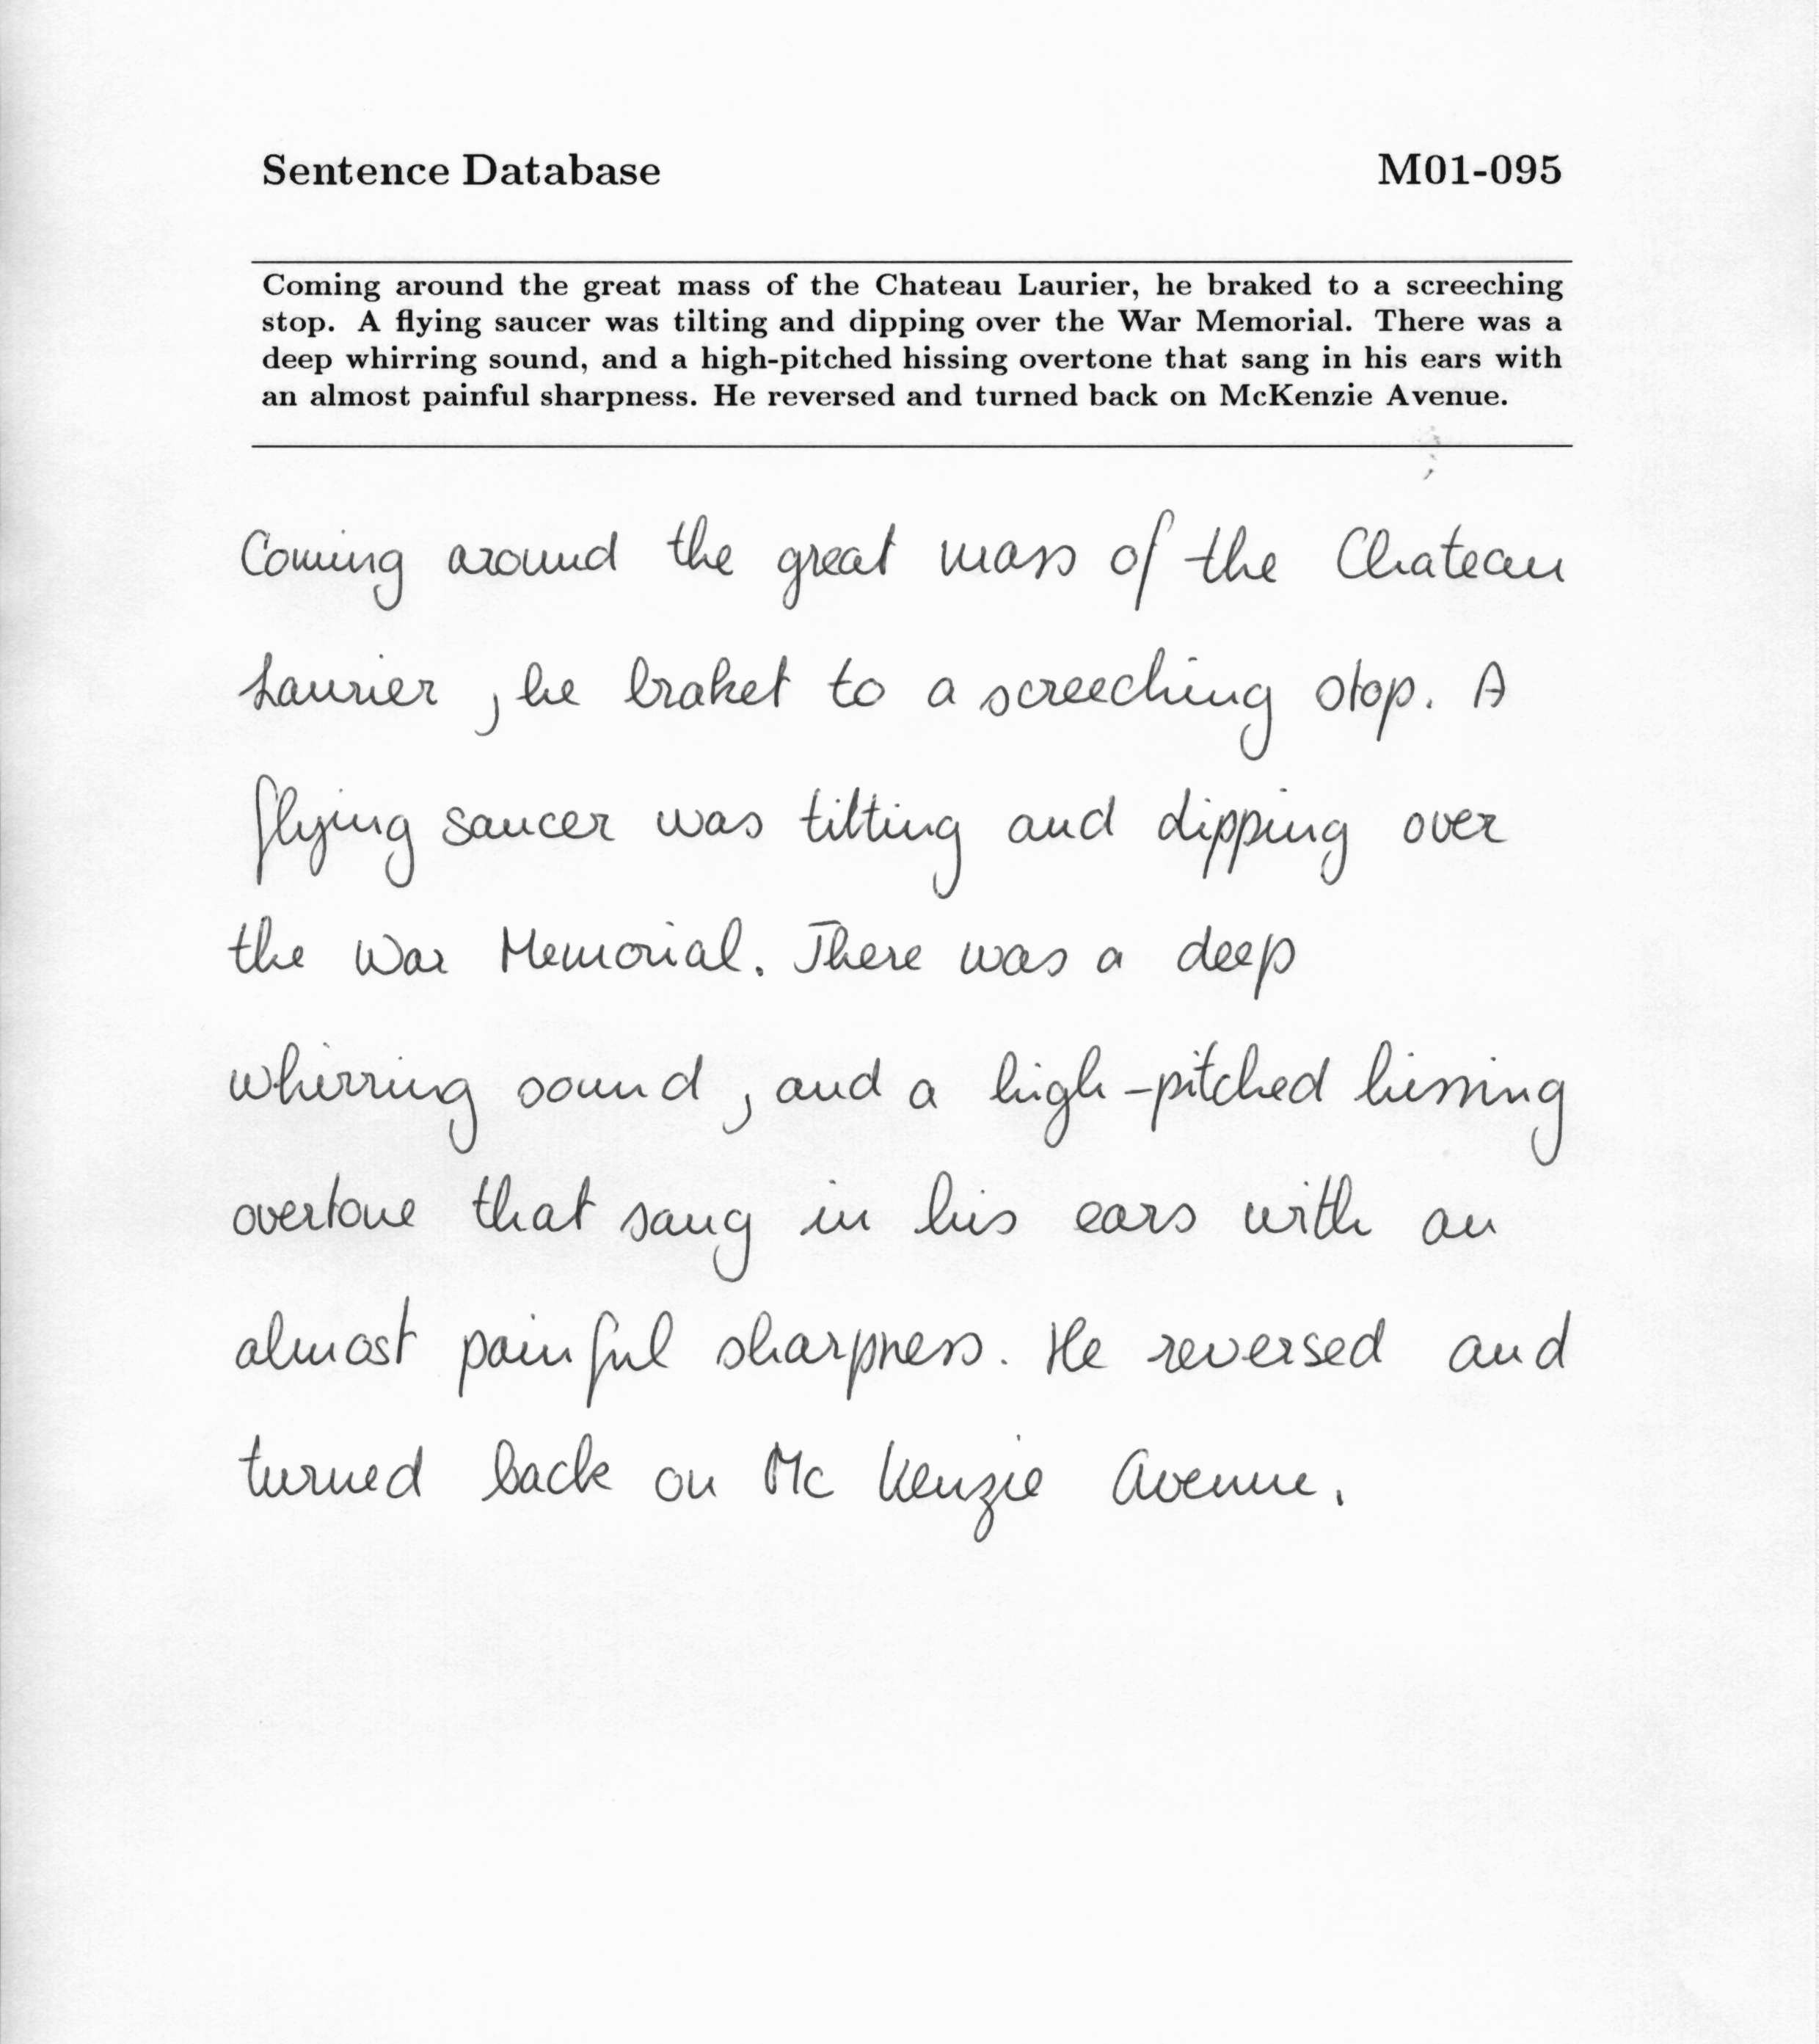 Sentence Database M01-095
Coming around the great mass of the Chateau Laurier, he braked to a screeching
stop. A flying saucer was tilting and dipping over the War Memorial. There was a
deep whirring sound, and a high-pitched hissing overtone that sang in his ears with
an almost painful sharpness. He reversed and turned back on McKenzie Avenue.
Coming around the great mass of the Chateau
Laurier, he braket to a screeching stop. A
flying saucer was tilting and dipping over
the War Memorial. There was a deep
whirring sound, and a high-pitched hissing
overtone that sang in his ears with an
almost painful sharpness. He reversed and
turned back on Mc Kenzie Avenue.